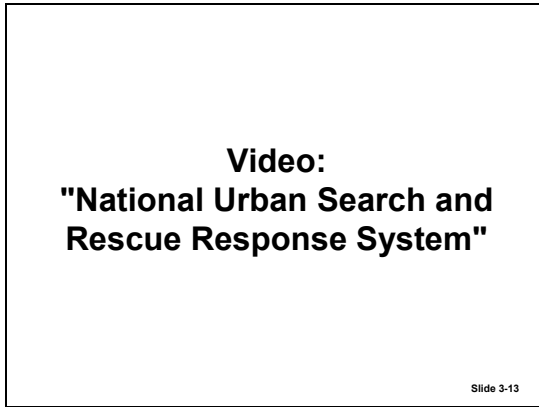 Video:
"National Urban Search and
Rescue Response System"
Slide 3-13